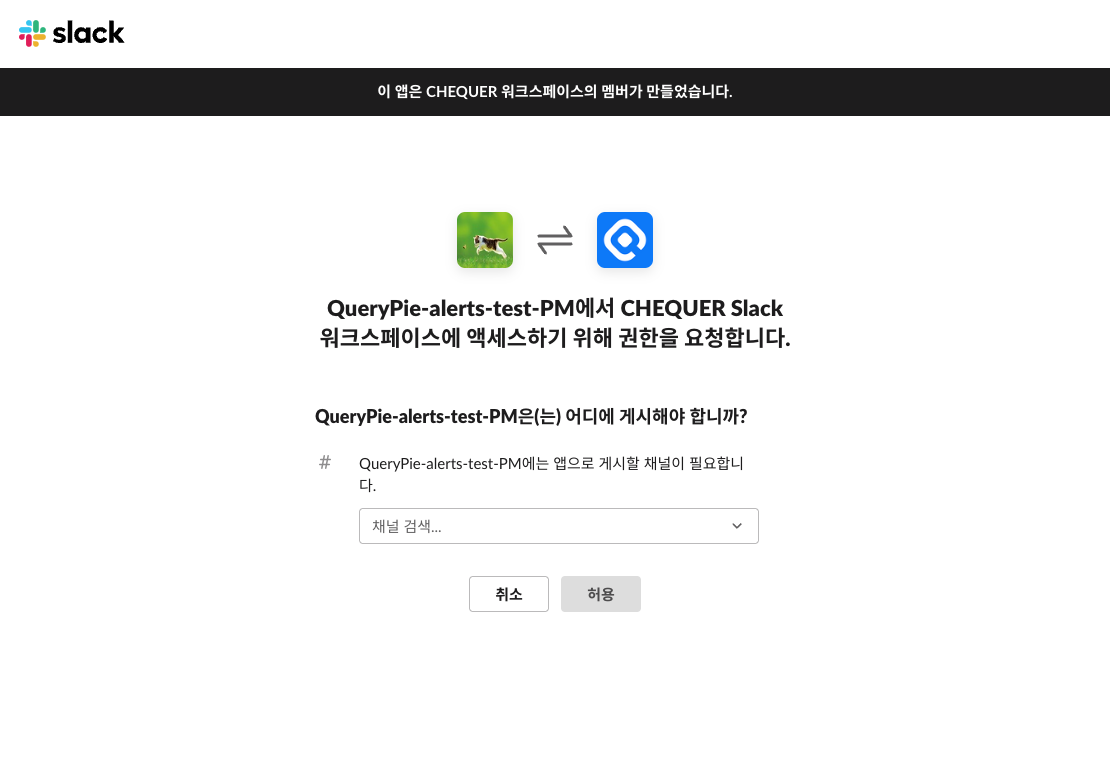 slack
이 앱은 CHEQUER 워크스페이스의 멤버가 만들었습니다.
QueryPie-alerts-test-PM에서 CHEQUER Slack
워크스페이스에 액세스하기 위해 권한을 요청합니다.
QueryPie-alerts-test-PM은(는) 어디에 게시해야 합니까?
# QueryPie-alerts-test-PM에는 앱으로 게시할 채널이 필요합니
다.
채널 검색...
취소 허용